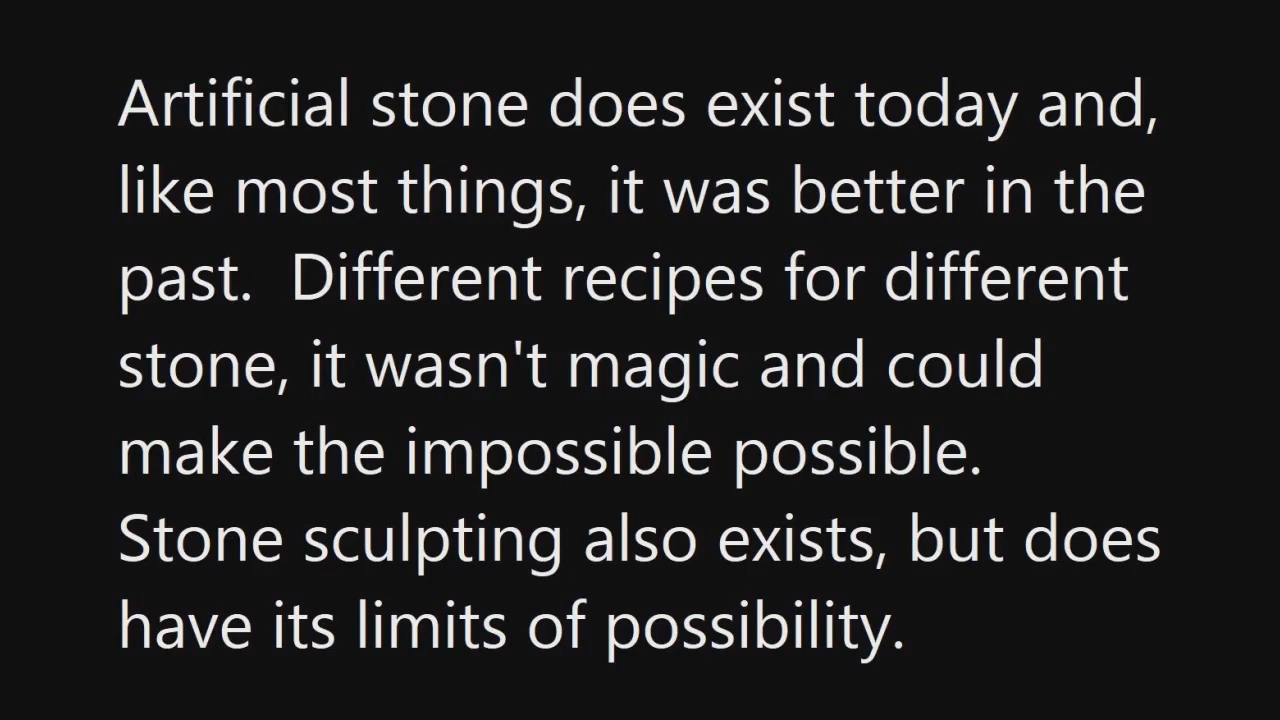 Artificial stone does exist today and,
like most things, it was better in the
past.  Different recipes for different
stone, it wasn't magic and could
make the impossible possible.
Stone sculpting also exists, but does
have its limits of possibility.